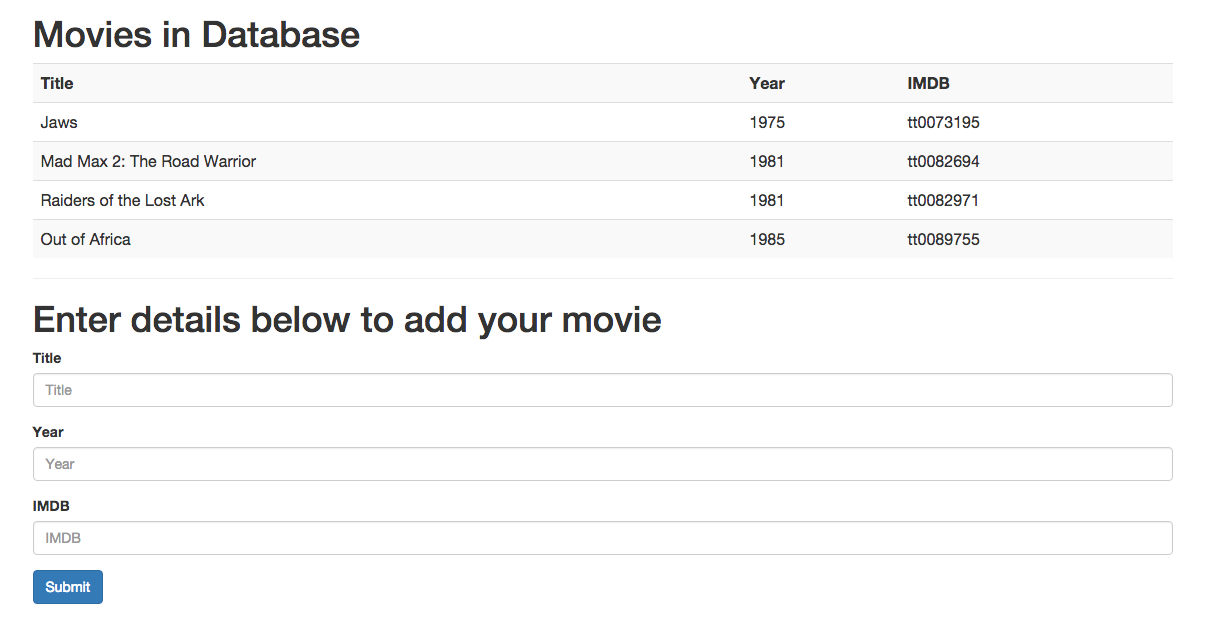 Movies in Database
Title Year IMDB
Jaws 1975 tt0073195
Mad Max 2: The Road Warrior 1981 tt0082694
Raiders of the Lost Ark 1981 tt0082971
Out of Africa 1985 tt0089755
Enter details below to add your movie
Title
Title
Year
Year
IMDB
IMDB
Submit